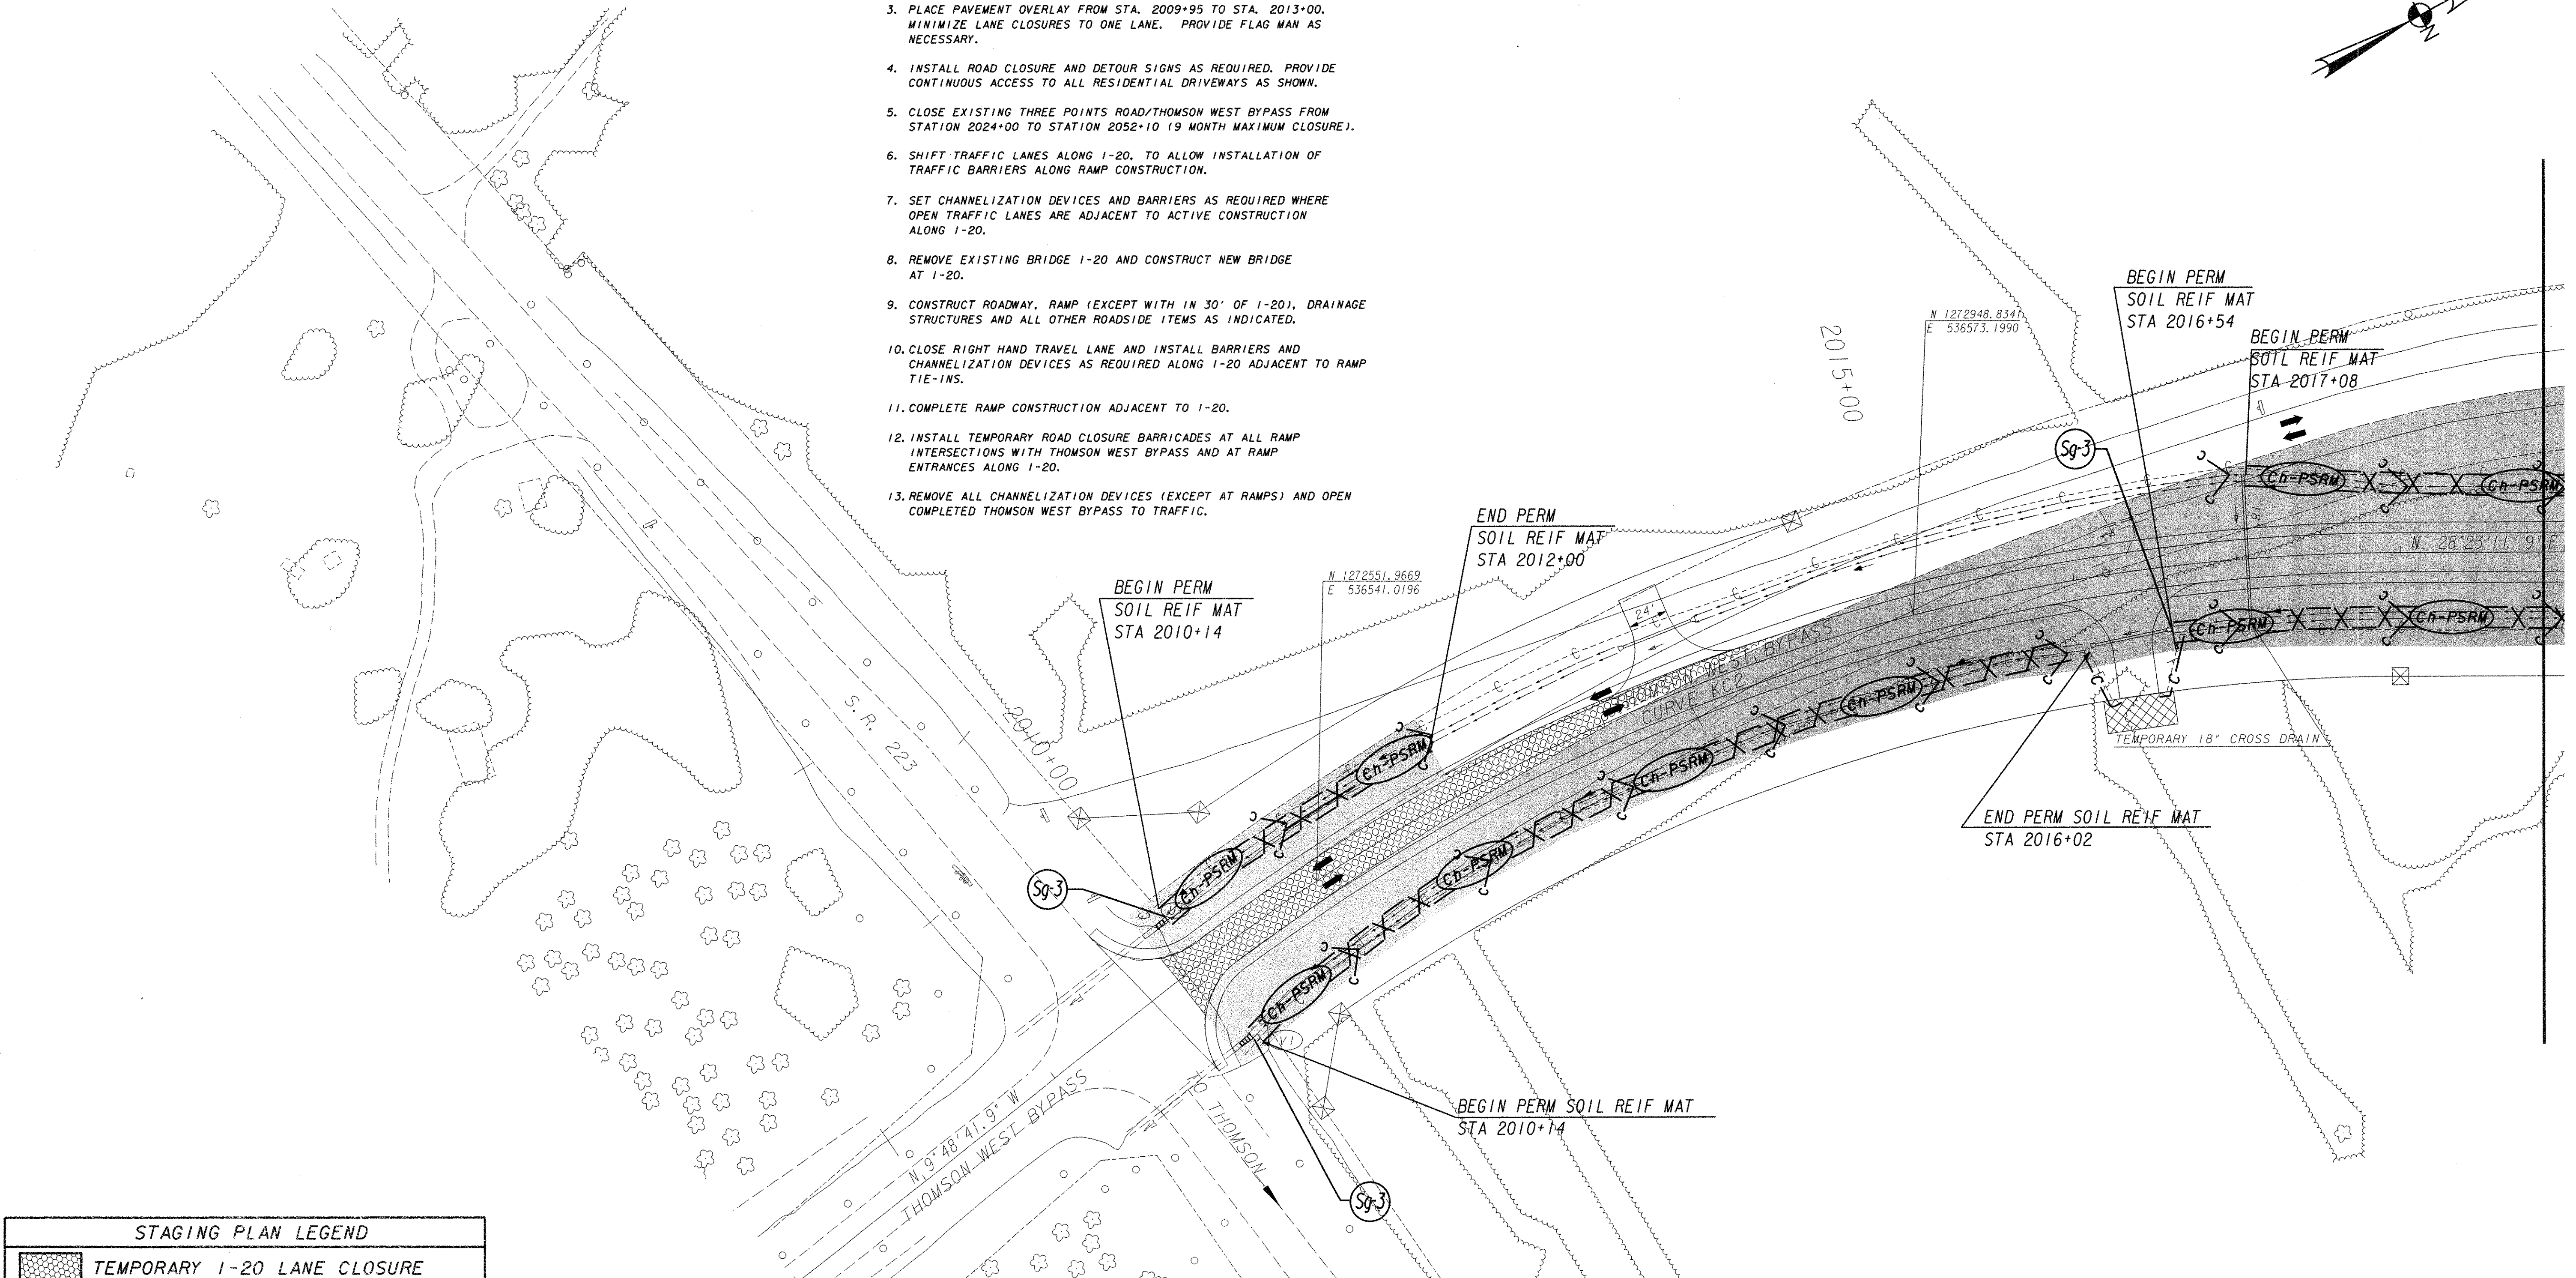 3. PLACE PAVEMENT OVERLAY FROM STA. 2009+95 TO STA. 2013+00.
MINIMIZE LANE CLOSURES TO ONE LANE. PROVIDE FLAG MAN AS
NECESSARY.
4. INSTALL ROAD CLOSURE AND DETOUR SIGNS AS REQUIRED. PROVIDE
CONTINUOUS ACCESS TO ALL RESIDENTIAL DRIVEWAYS AS SHOWN.
5. CLOSE EXISTING THREE POINTS ROAD/THOMSON WEST BYPASS FROM
STATION 2024+00 TO STATION 2052+10 (9 MONTH MAXIMUM CLOSURE).
6. SHIFT TRAFFIC LANES ALONG I-20, TO ALLOW INSTALLATION OF
TRAFFIC BARRIERS ALONG RAMP CONSTRUCTION.
7. SET CHANNELIZATION DEVICES AND BARRIERS AS REQUIRED WHERE
OPEN TRAFFIC LANES ARE ADJACENT TO ACTIVE CONSTRUCTION
ALONG I-20.
8. REMOVE EXISTING BRIDGE I-20 AND CONSTRUCT NEW BRIDGE
AT I-20.
9. CONSTRUCT ROADWAY, RAMP (EXCEPT WITH IN 30' OF I-20), DRAINAGE
STRUCTURES AND ALL OTHER ROADSIDE ITEMS AS INDICATED.
10. CLOSE RIGHT HAND TRAVEL LANE AND INSTALL BARRIERS AND
CHANNELIZATION DEVICES AS REQUIRED ALONG I-20 ADJACENT TO RAMP
TIE-INS.
11. COMPLETE RAMP CONSTRUCTION ADJACENT TO I-20.
12. INSTALL TEMPORARY ROAD CLOSURE BARRICADES AT ALL RAMP
INTERSECTIONS WITH THOMSON WEST BYPASS AND AT RAMP
ENTRANCES ALONG I-20.
13. REMOVE ALL CHANNELIZATION DEVICES (EXCEPT AT RAMPS) AND OPEN
COMPLETED THOMSON WEST BYPASS TO TRAFFIC.
N
BEGIN PERM
SOIL REIF MAT
STA 2016+54
BEGIN PERM
SOIL REIF MAT
STA 2017+08
N 1272948.8341
E 536573.1990
2015+00
Sg-3
Ch-PSRM
Ch-PSRM
18'
N 28°23'11.9" E
END PERM
SOIL REIF MAT
STA 2012+00
N 1272551.9669
E 536541.0196
BEGIN PERM
SOIL REIF MAT
STA 2010+14
24'
THOMSON WEST BYPASS
CURVE KC2
Ch-PSRM
Ch-PSRM
Ch-PSRM
Ch-PSRM
Ch-PSRM
Ch-PSRM
Ch-PSRM
Ch-PSRM
Ch-PSRM
TEMPORARY 18" CROSS DRAIN
END PERM SOIL REIF MAT
STA 2016+02
S.R. 223
2010+00
Sg-3
VI
BEGIN PERM SOIL REIF MAT
STA 2010+14
N 9°48'41.9" W
THOMSON WEST BYPASS
TO THOMSON
Sg-3
STAGING PLAN LEGEND
TEMPORARY I-20 LANE CLOSURE